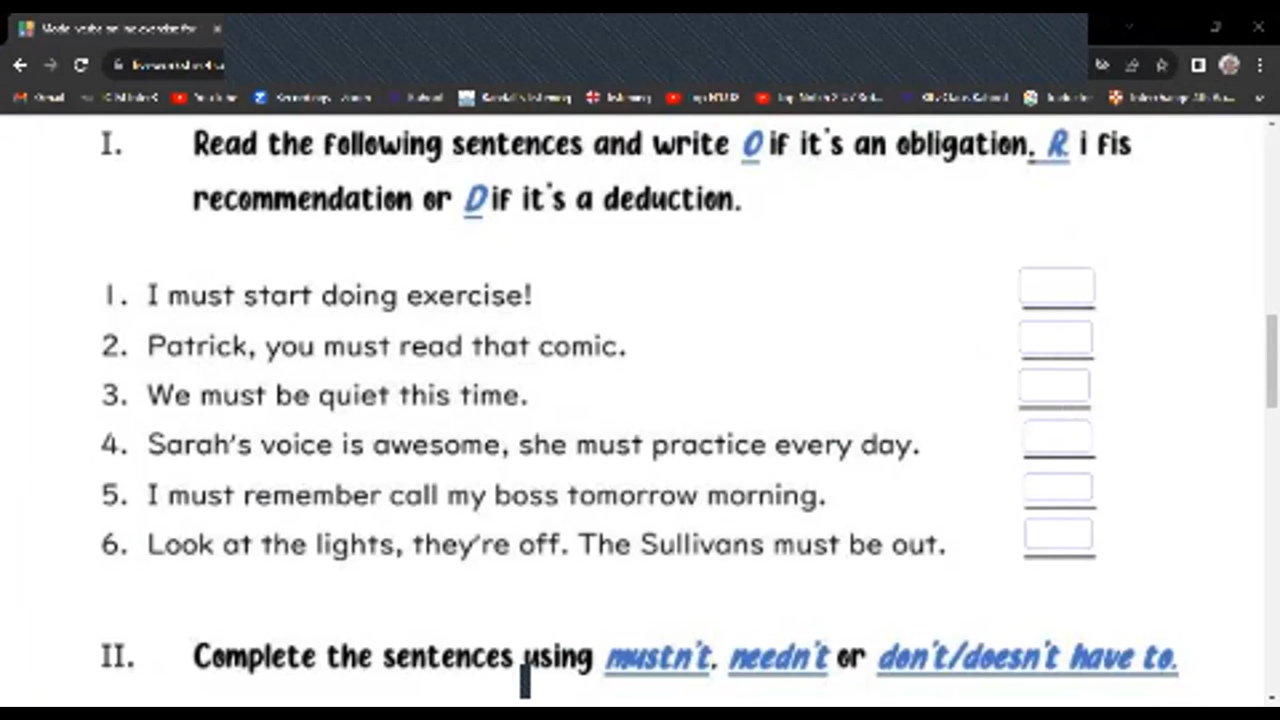 Gmail
YouTube
I. Read the following sentences and write O if it's an obligation. R i f is
recommendation or D if it's a deduction.
1. I must start doing exercise!
2. Patrick, you must read that comic.
3. We must be quiet this time.
4. Sarah's voice is awesome, she must practice every day.
5. I must remember call my boss tomorrow morning.
6. Look at the lights, they're off. The Sullivans must be out.
II. Complete the sentences using mustn't, needn't or don't/doesn't have to.